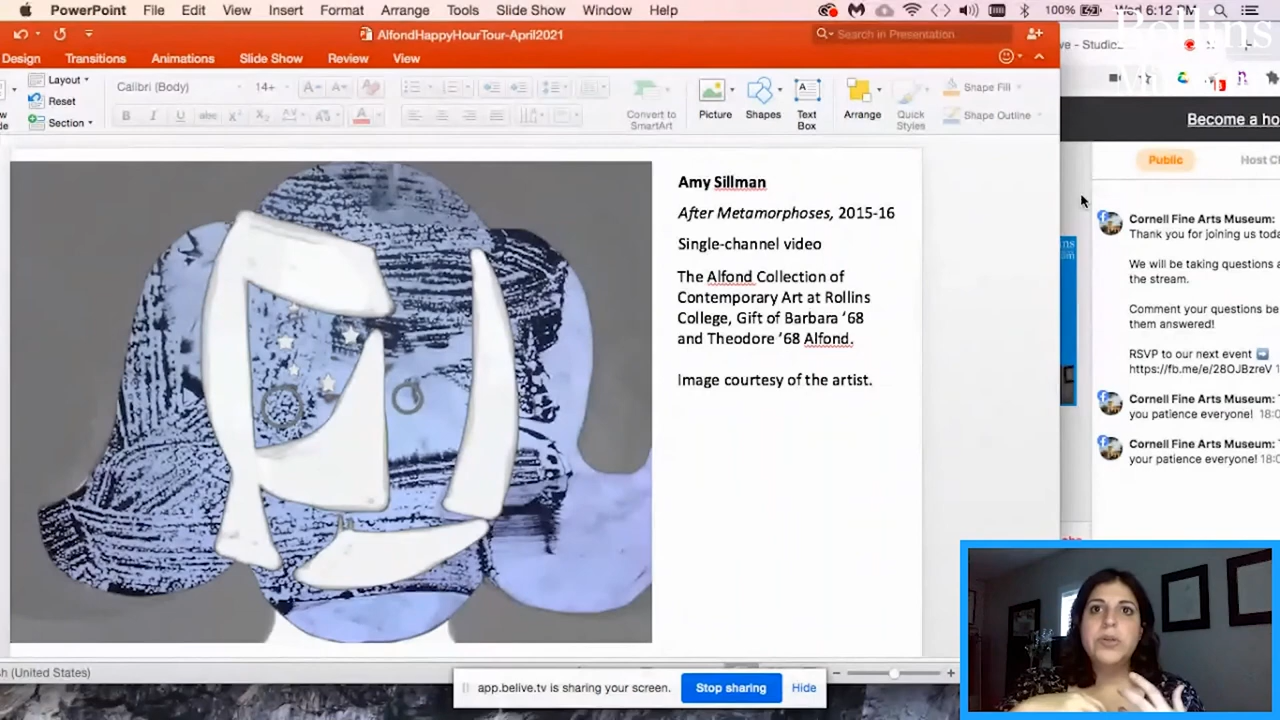 PowerPoint File Edit View Insert Format Arrange Tools Slide Show Window Help 100% Wed 6:12 PM
Rollins
AlfondHappyHourTour-April2021
Search in Presentation
Design Transitions Animations Slide Show Review View
Layout
Reset
Section
Calibri (Body) 14+
Convert to SmartArt
Picture
Shapes
Text Box
Arrange
Quick Styles
Shape Fill
Shape Outline
Become a ho
Public
Amy Sillman
After Metamorphoses, 2015-16
Single-channel video
The Alfond Collection of
Contemporary Art at Rollins
College, Gift of Barbara ‘68
and Theodore ’68 Alfond.
Image courtesy of the artist.
Cornell Fine Arts Museum:
Thank you for joining us toda
We will be taking questions a
the stream.
Comment your questions be
them answered!
RSVP to our next event ➡
https://fb.me/e/28OJBzreV 1
Cornell Fine Arts Museum: T
you patience everyone! 18:0
Cornell Fine Arts Museum: T
your patience everyone! 18:0
(United States)
app.belive.tv is sharing your screen.
Stop sharing
Hide